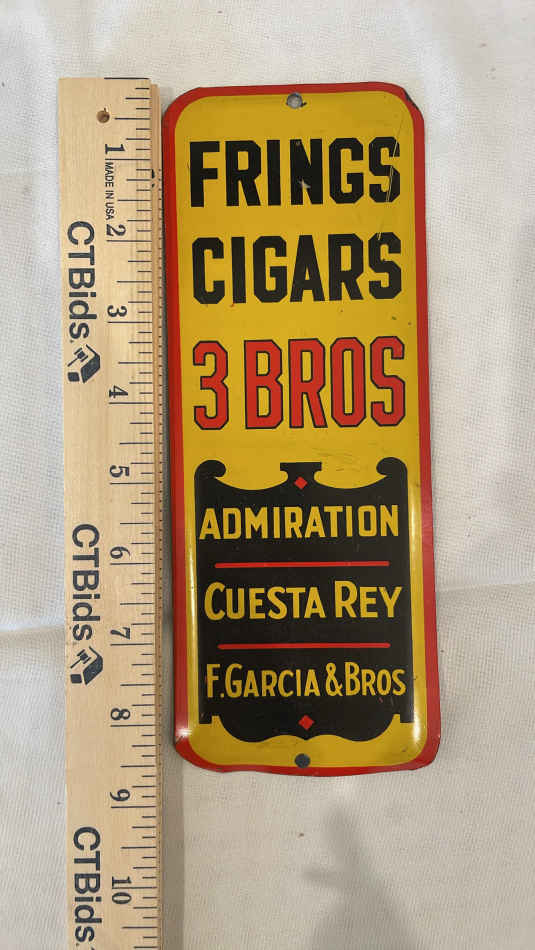 FRINGS
CIGARS
3 BROS
ADMIRATION
CUESTA REY
F. GARCIA & BROS
1
MADE IN USA
2
CTBids.
3
4
5
6
CTBids
7
8
9
10
CTBids.